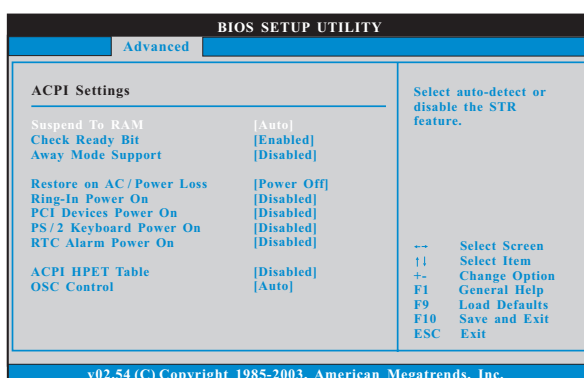 BIOS SETUP UTILITY
Advanced
ACPI Settings
Suspend To RAM [Auto]
Check Ready Bit [Enabled]
Away Mode Support [Disabled]
Restore on AC / Power Loss [Power Off]
Ring-In Power On [Disabled]
PCI Devices Power On [Disabled]
PS / 2 Keyboard Power On [Disabled]
RTC Alarm Power On [Disabled]
ACPI HPET Table [Disabled]
OSC Control [Auto]
Select auto-detect or
disable the STR
feature.
←→ Select Screen
↑↓ Select Item
+- Change Option
F1 General Help
F9 Load Defaults
F10 Save and Exit
ESC Exit
v02.54 (C) Copyright 1985-2003, American Megatrends, Inc.